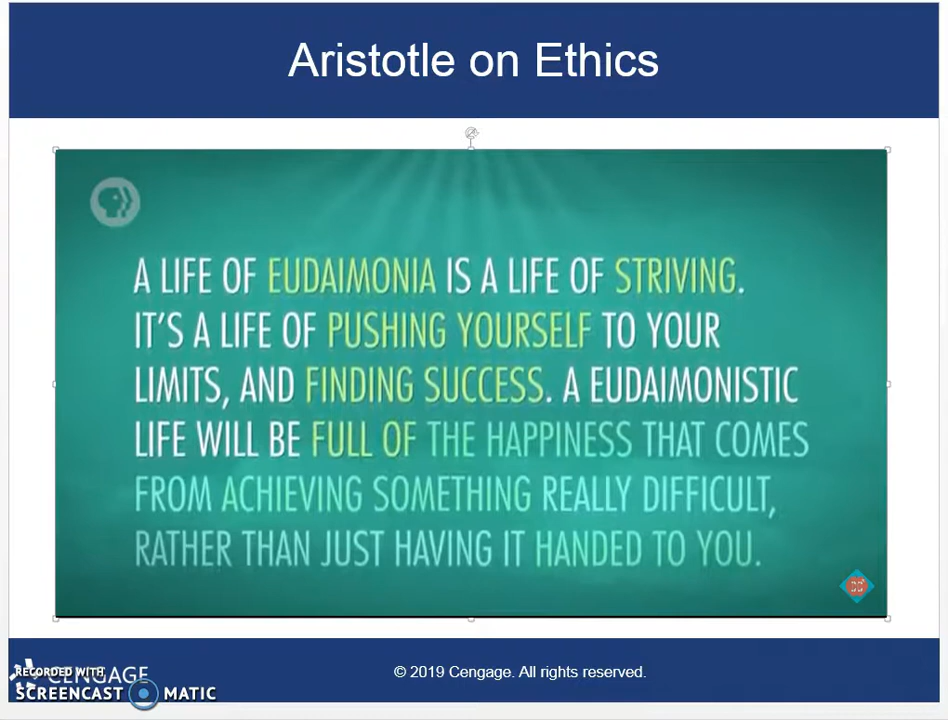 Aristotle on Ethics
A LIFE OF EUDAIMONIA IS A LIFE OF STRIVING.
IT'S A LIFE OF PUSHING YOURSELF TO YOUR
LIMITS, AND FINDING SUCCESS. A EUDAIMONISTIC
LIFE WILL BE FULL OF THE HAPPINESS THAT COMES
FROM ACHIEVING SOMETHING REALLY DIFFICULT,
RATHER THAN JUST HAVING IT HANDED TO YOU.
RECORDED WITH
CENGAGE
SCREENCAST MATIC
© 2019 Cengage. All rights reserved.